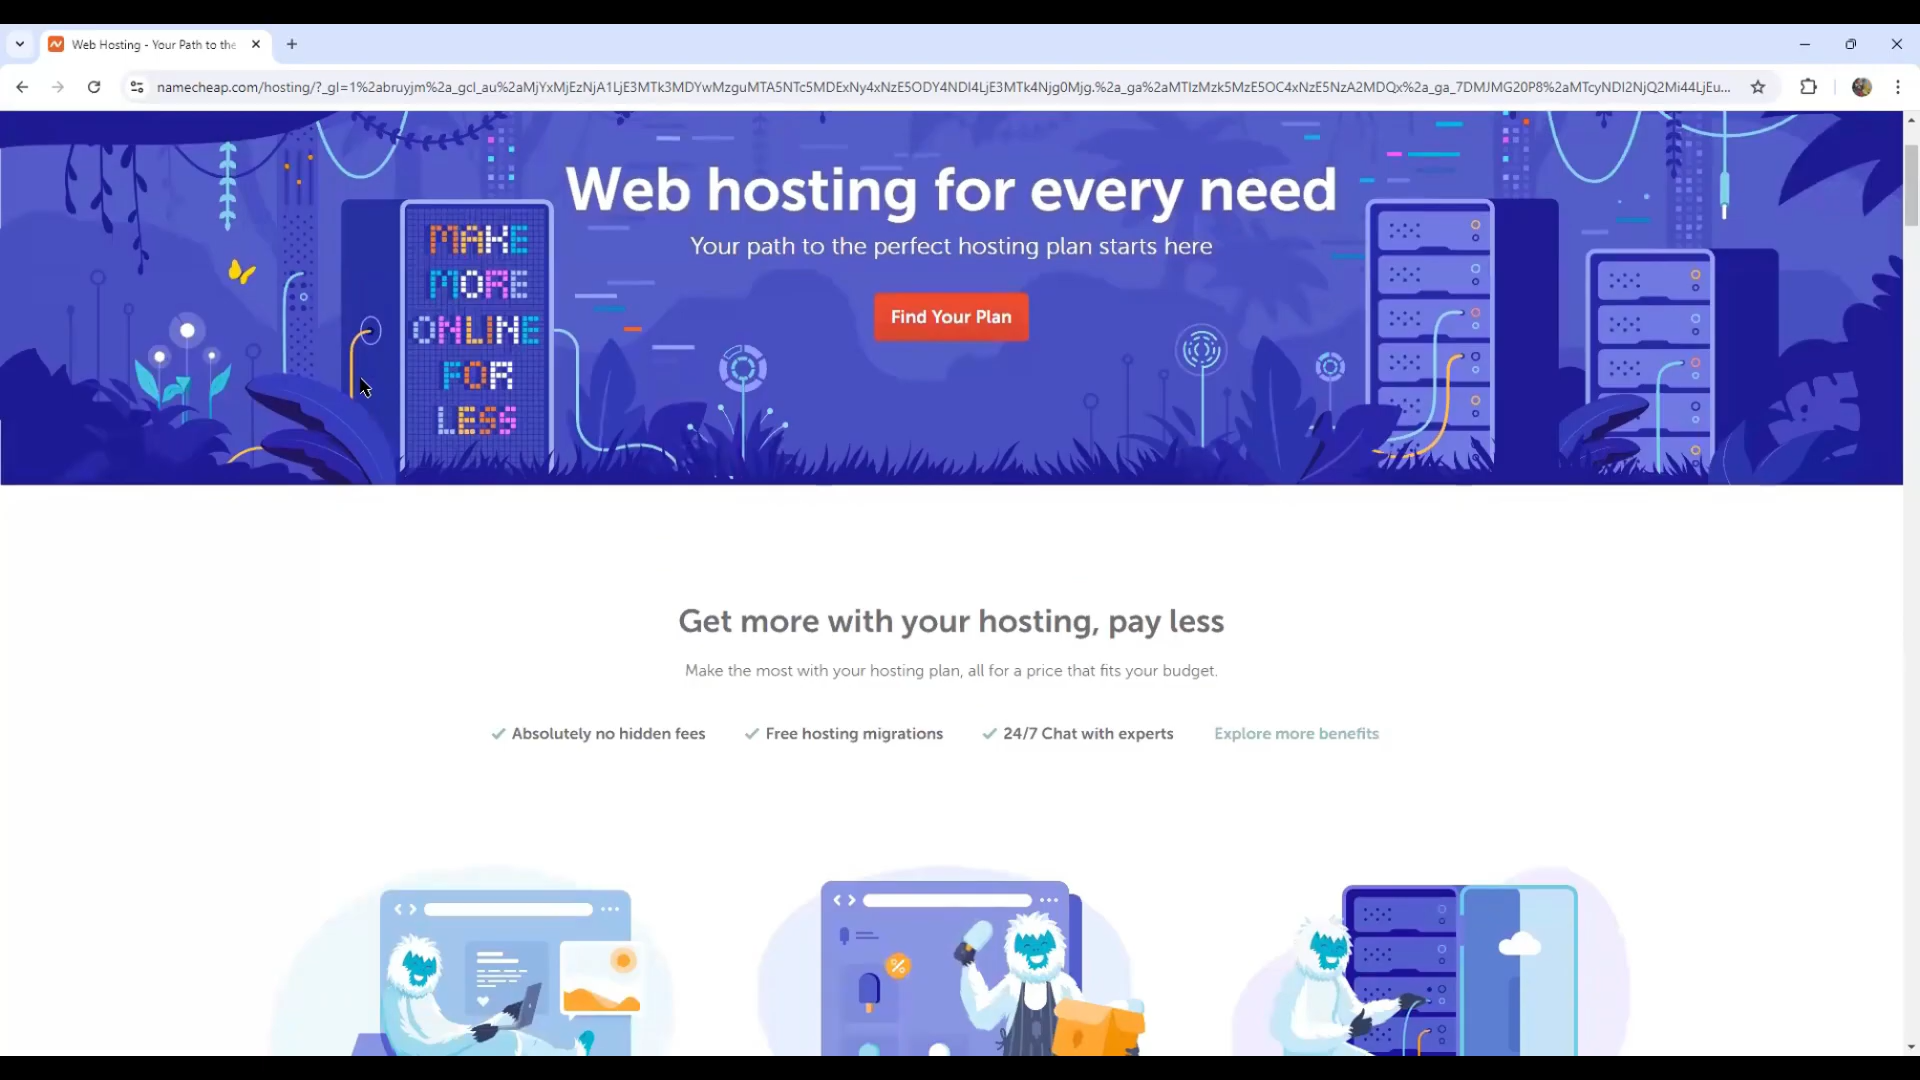 Web Hosting - Your Path to the
namecheap.com/hosting/?_gl=1%2abruyjm%2a_gcl_au%2aMjYxMjEzNjA1LjE3MTk3MDYwMzguMTA5NTc5MDExNy4xNzE5ODY4NDI4LjE3MTk4Njg0Mjg.%2a_ga%2aMTIzMzk5MzE5OC4xNzE5NzA2MDQx%2a_ga_7DMJMG20P8%2aMTcyNDI2NjQ2Mi44LjEu...
Web hosting for every need
Your path to the perfect hosting plan starts here
Find Your Plan
MAKE
MORE
ONLINE
FOR
LESS
Get more with your hosting, pay less
Make the most with your hosting plan, all for a price that fits your budget.
Absolutely no hidden fees
Free hosting migrations
24/7 Chat with experts
Explore more benefits
%